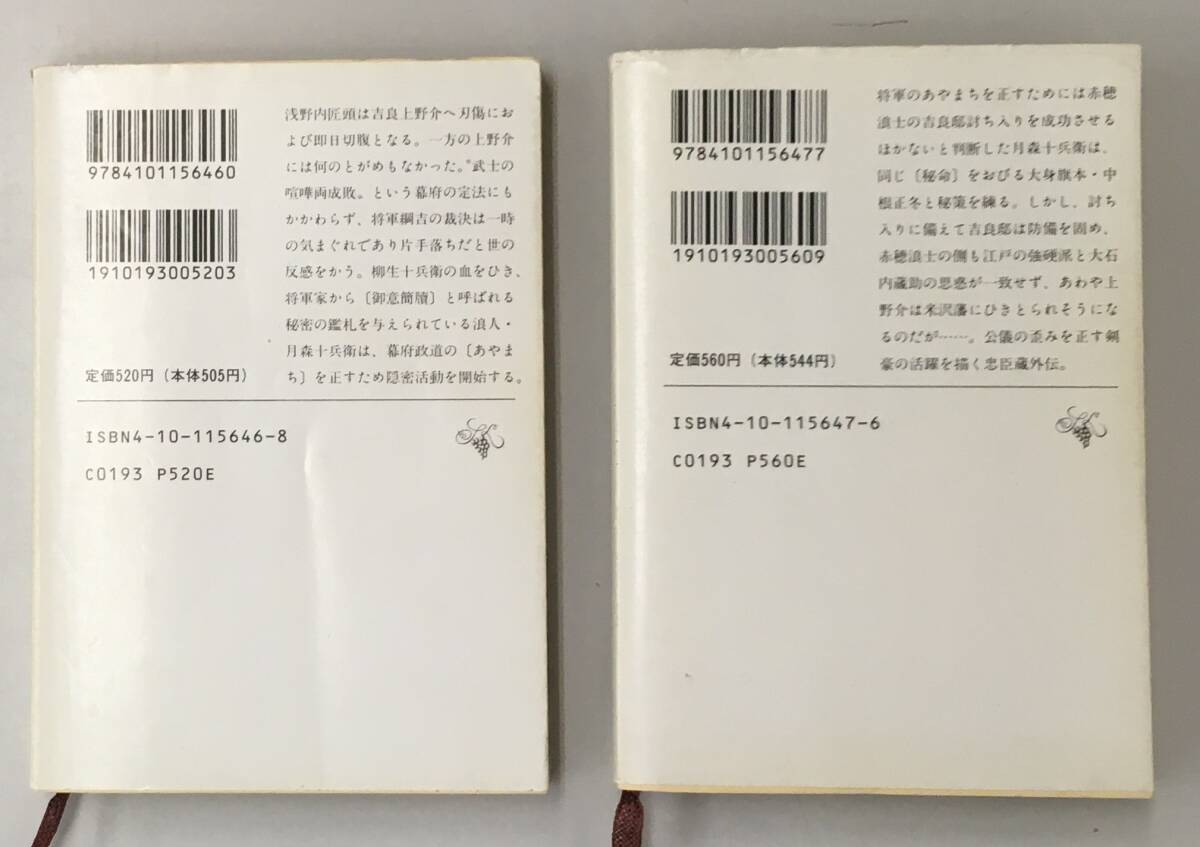 9784101156460
1910193005203
定価520円（本体505円）
浅野内匠頭は吉良上野介へ刃傷にお
よび即日切腹となる。一方の上野介
には何のとがめもなかった。〝武士の
喧嘩両成敗〟という幕府の定法にも
かかわらず、将軍綱吉の裁決は一時
の気まぐれであり片手落ちだと世の
反感をかう。柳生十兵衛の血をひき、
将軍家から〔御意簡牘〕と呼ばれる
秘密の鑑札を与えられている浪人・
月森十兵衛は、幕府政道の〔あやま
ち〕を正すため隠密活動を開始する。
ISBN4-10-115646-8
C0193 P520E
9784101156477
1910193005609
定価560円（本体544円）
将軍のあやまちを正すためには赤穂
浪士の吉良邸討ち入りを成功させる
ほかないと判断した月森十兵衛は、
同じ〔秘命〕をおびる大身旗本・中
根正冬と秘策を練る。しかし、討ち
入りに備えて吉良邸は防備を固め、
赤穂浪士の側も江戸の強硬派と大石
内蔵助の思惑が一致せず、あわや上
野介は米沢藩にひきとられそうにな
るのだが……。公儀の歪みを正す剣
豪の活躍を描く忠臣蔵外伝。
ISBN4-10-115647-6
C0193 P560E